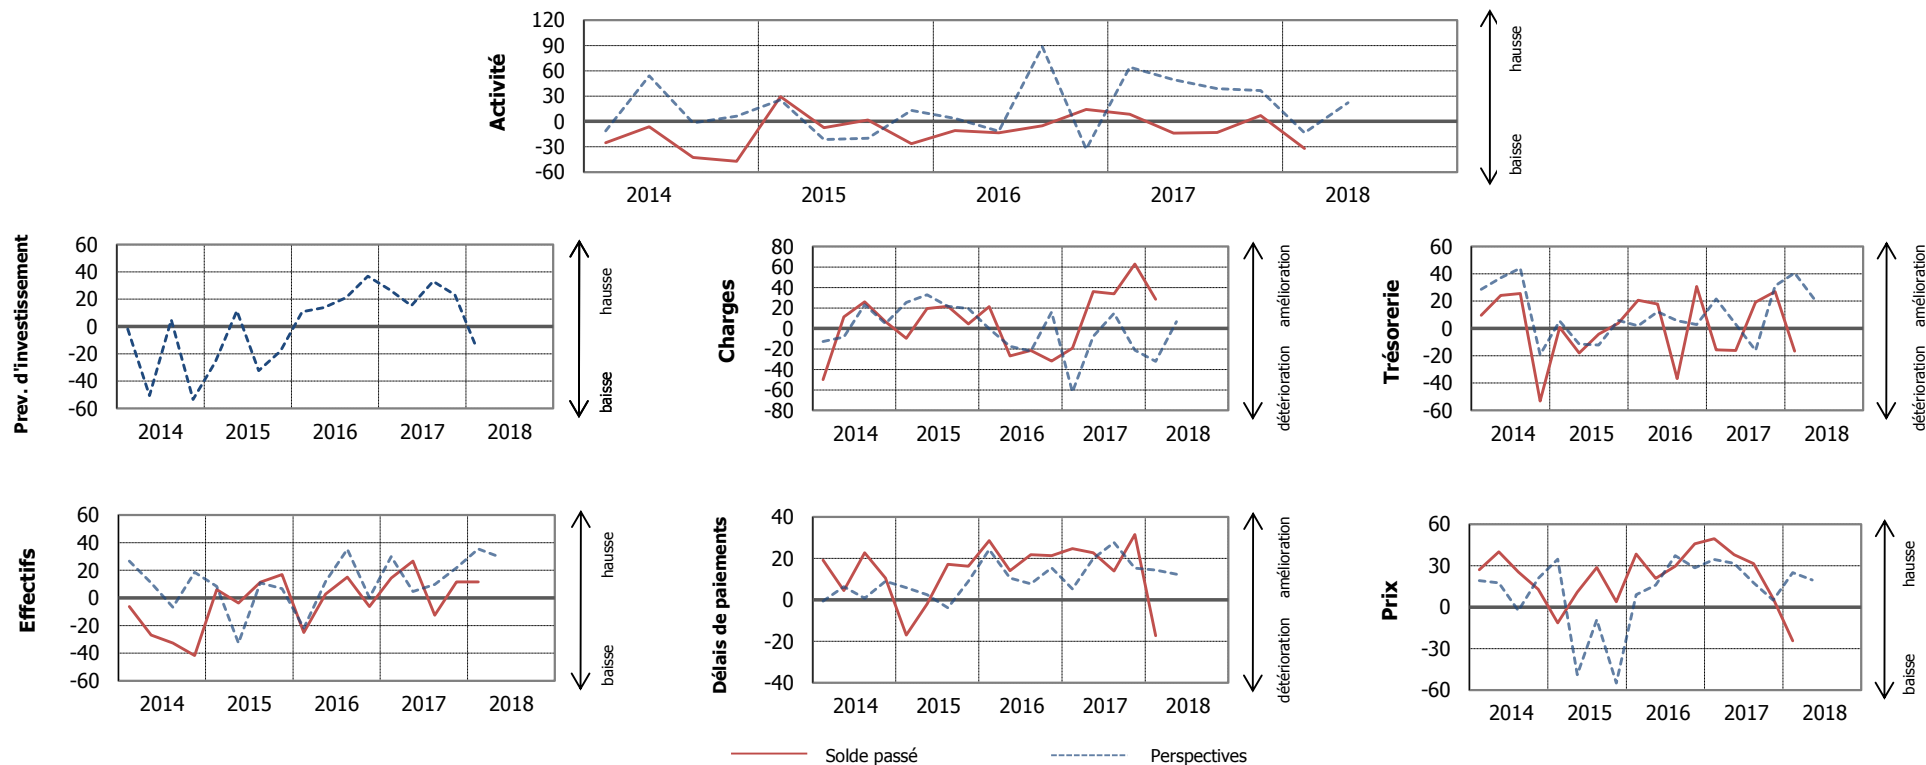 Activité
120
90
60
30
0
-30
-60
2014 2015 2016 2017 2018
hausse
baisse
Prev. d'investissement
60
40
20
0
-20
-40
-60
2014 2015 2016 2017 2018
hausse
baisse
Charges
80
60
40
20
0
-20
-40
-60
-80
2014 2015 2016 2017 2018
amélioration
détérioration
Trésorerie
60
40
20
0
-20
-40
-60
2014 2015 2016 2017 2018
amélioration
détérioration
Effectifs
60
40
20
0
-20
-40
-60
2014 2015 2016 2017 2018
hausse
baisse
Délais de paiements
40
20
0
-20
-40
2014 2015 2016 2017 2018
amélioration
détérioration
Prix
60
30
0
-30
-60
2014 2015 2016 2017 2018
hausse
baisse
Solde passé Perspectives